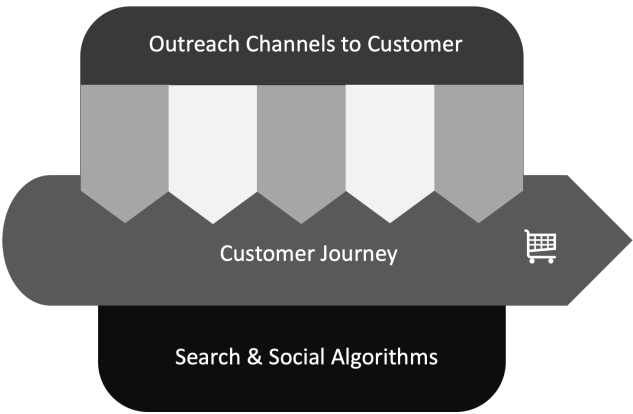 Outreach Channels to Customer
Customer Journey
Search & Social Algorithms